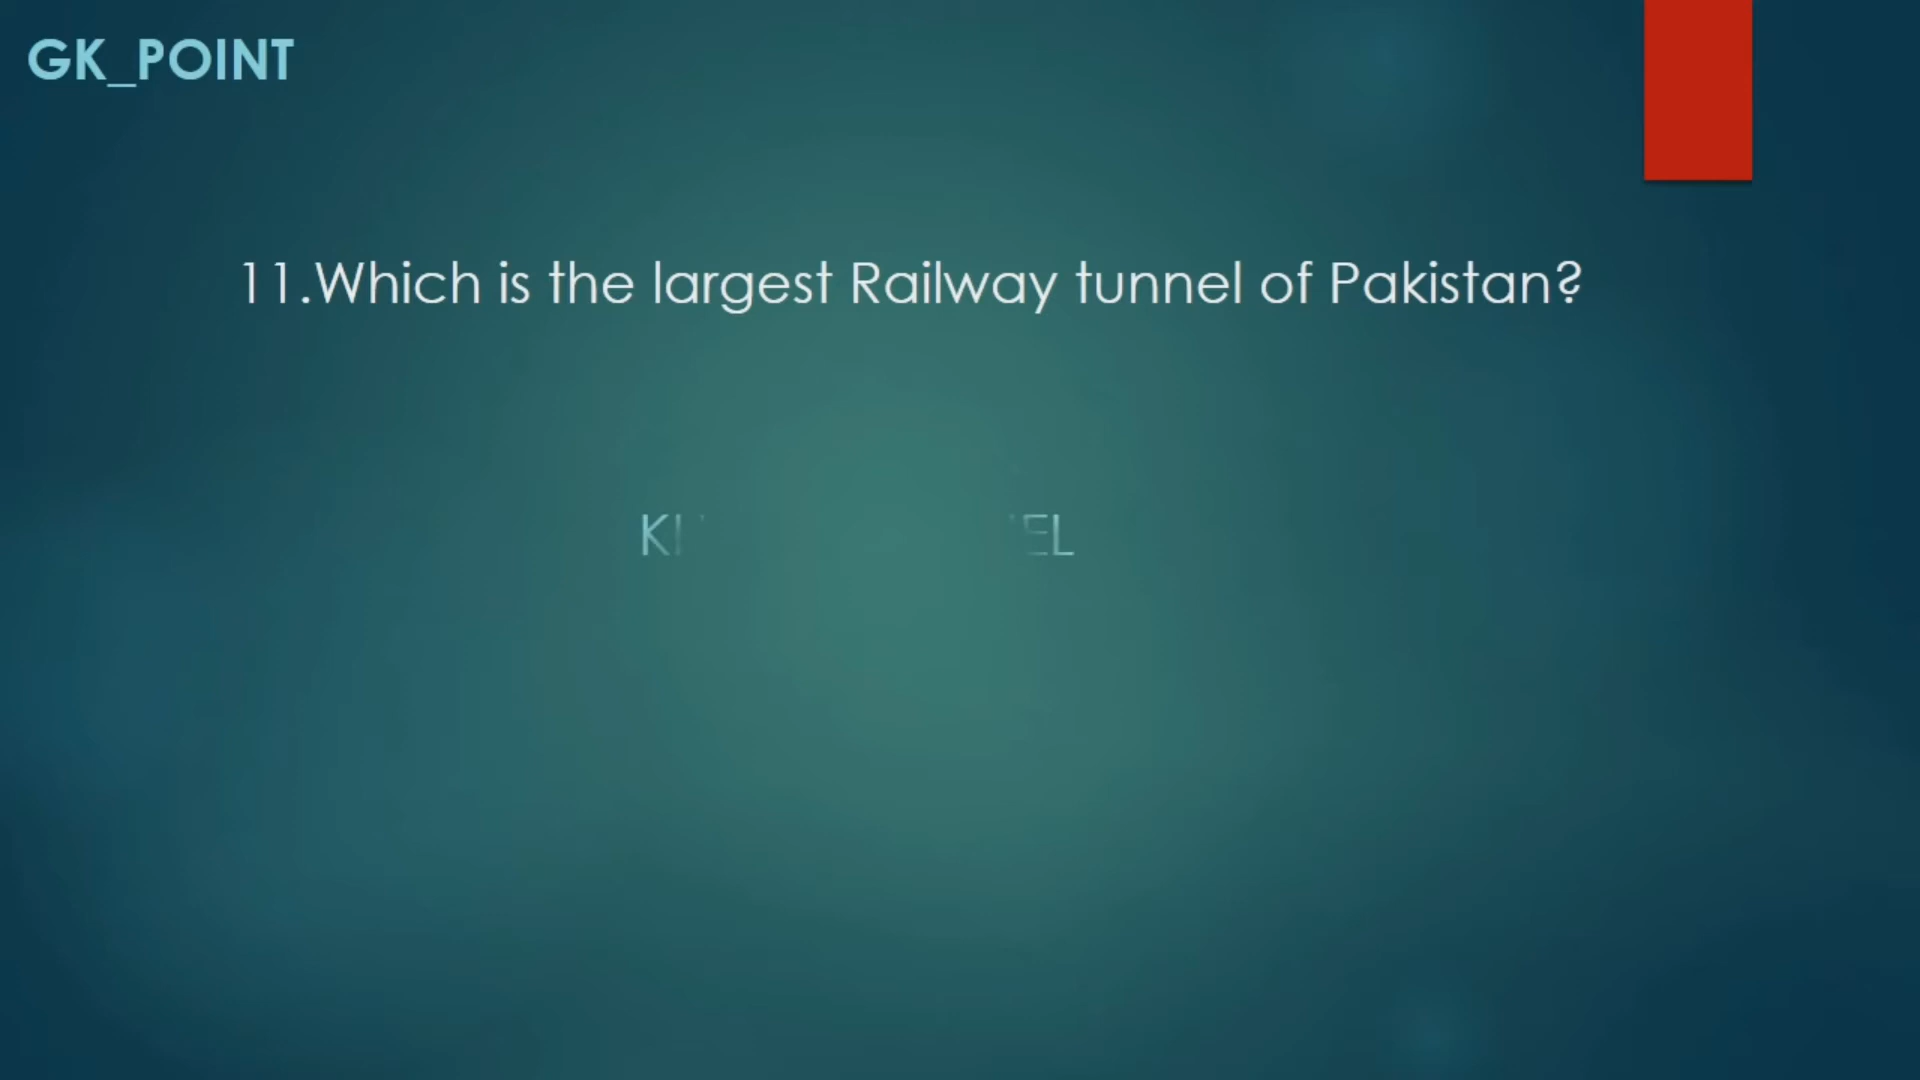 GK_POINT
11.Which is the largest Railway tunnel of Pakistan?